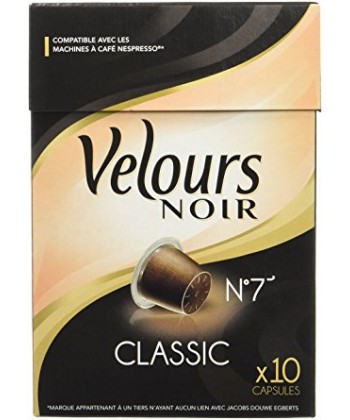 COMPATIBLE AVEC LES
MACHINES À CAFÉ NESPRESSO®*
Velours
NOIR
N°7
CLASSIC
x10
CAPSULES
*MARQUE APPARTENANT À UN TIERS N'AYANT AUCUN LIEN AVEC JACOBS DOUWE EGBERTS